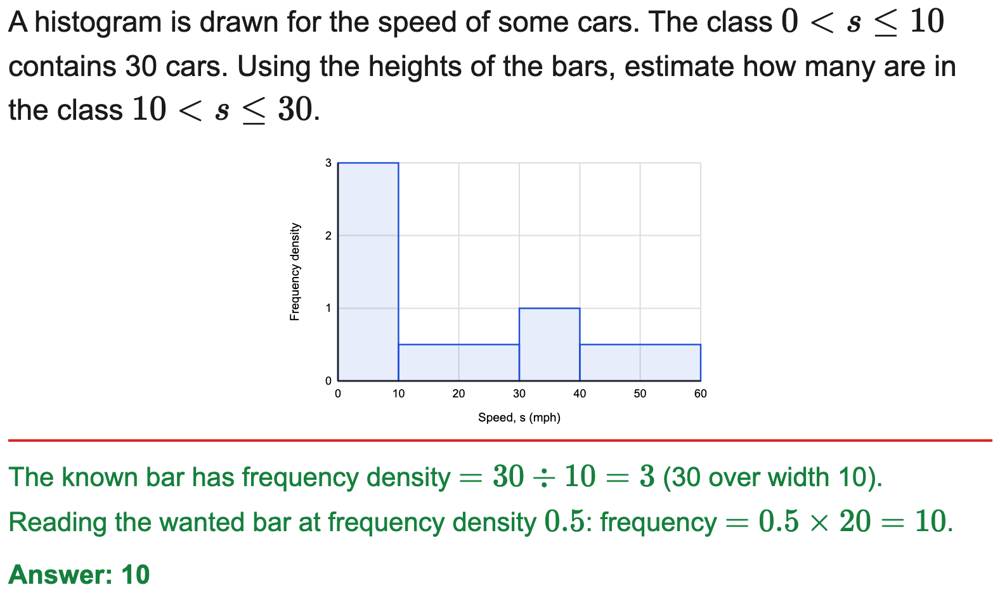 A histogram is drawn for the speed of some cars. The class 0 < s ≤ 10
contains 30 cars. Using the heights of the bars, estimate how many are in
the class 10 < s ≤ 30.
3
2
1
0
Frequency density
0 10 20 30 40 50 60
Speed, s (mph)
The known bar has frequency density = 30 ÷ 10 = 3 (30 over width 10).
Reading the wanted bar at frequency density 0.5: frequency = 0.5 × 20 = 10.
Answer: 10